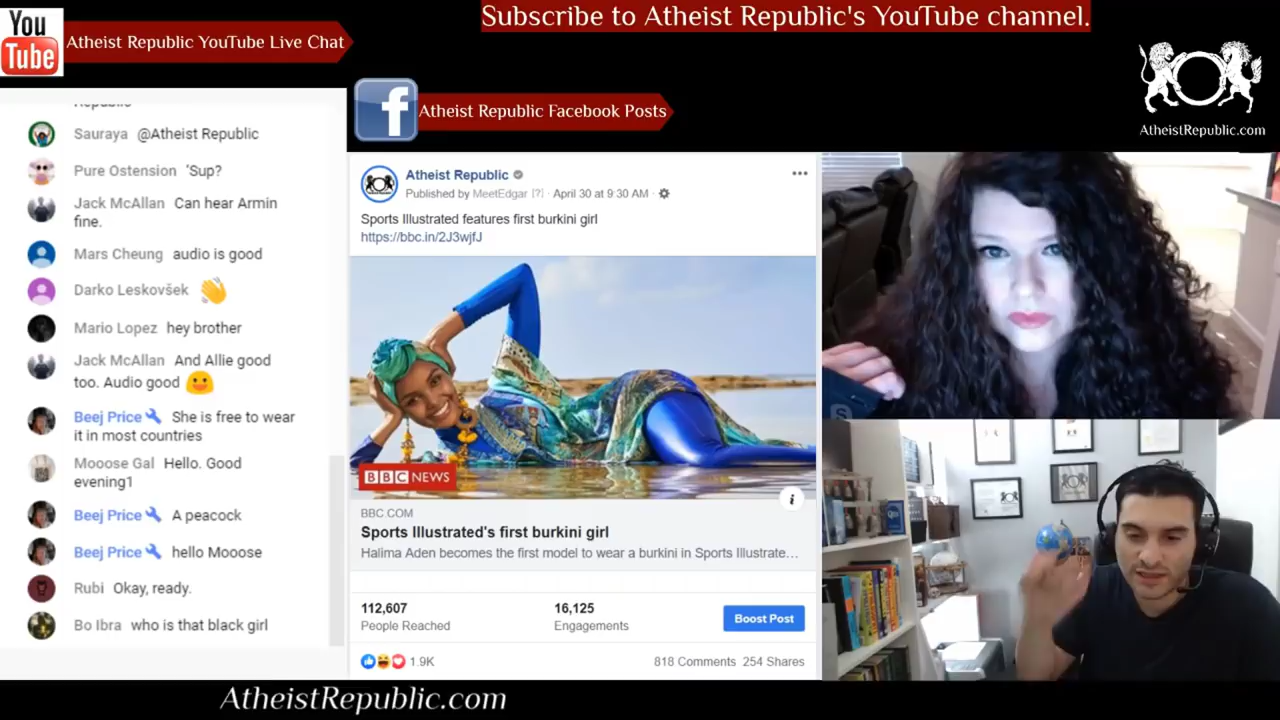 Subscribe to Atheist Republic's YouTube channel.
You
Tube
Atheist Republic YouTube Live Chat
AtheistRepublic.com
f
Atheist Republic Facebook Posts
Republic
Sauraya @Atheist Republic
Pure Ostension 'Sup?
Jack McAllan Can hear Armin
fine.
Mars Cheung audio is good
Darko Leskovšek 👋
Mario Lopez hey brother
Jack McAllan And Allie good
too. Audio good 😃
Beej Price She is free to wear
it in most countries
Mooose Gal Hello. Good
evening1
Beej Price A peacock
Beej Price hello Mooose
Rubi Okay, ready.
Bo Ibra who is that black girl
Atheist Republic
Published by MeetEdgar [?] · April 30 at 9:30 AM ·
Sports Illustrated features first burkini girl
https://bbc.in/2J3wjfJ
BBC NEWS
BBC.COM
Sports Illustrated's first burkini girl
Halima Aden becomes the first model to wear a burkini in Sports Illustrate...
112,607
People Reached
16,125
Engagements
Boost Post
1.9K
818 Comments 254 Shares
AtheistRepublic.com